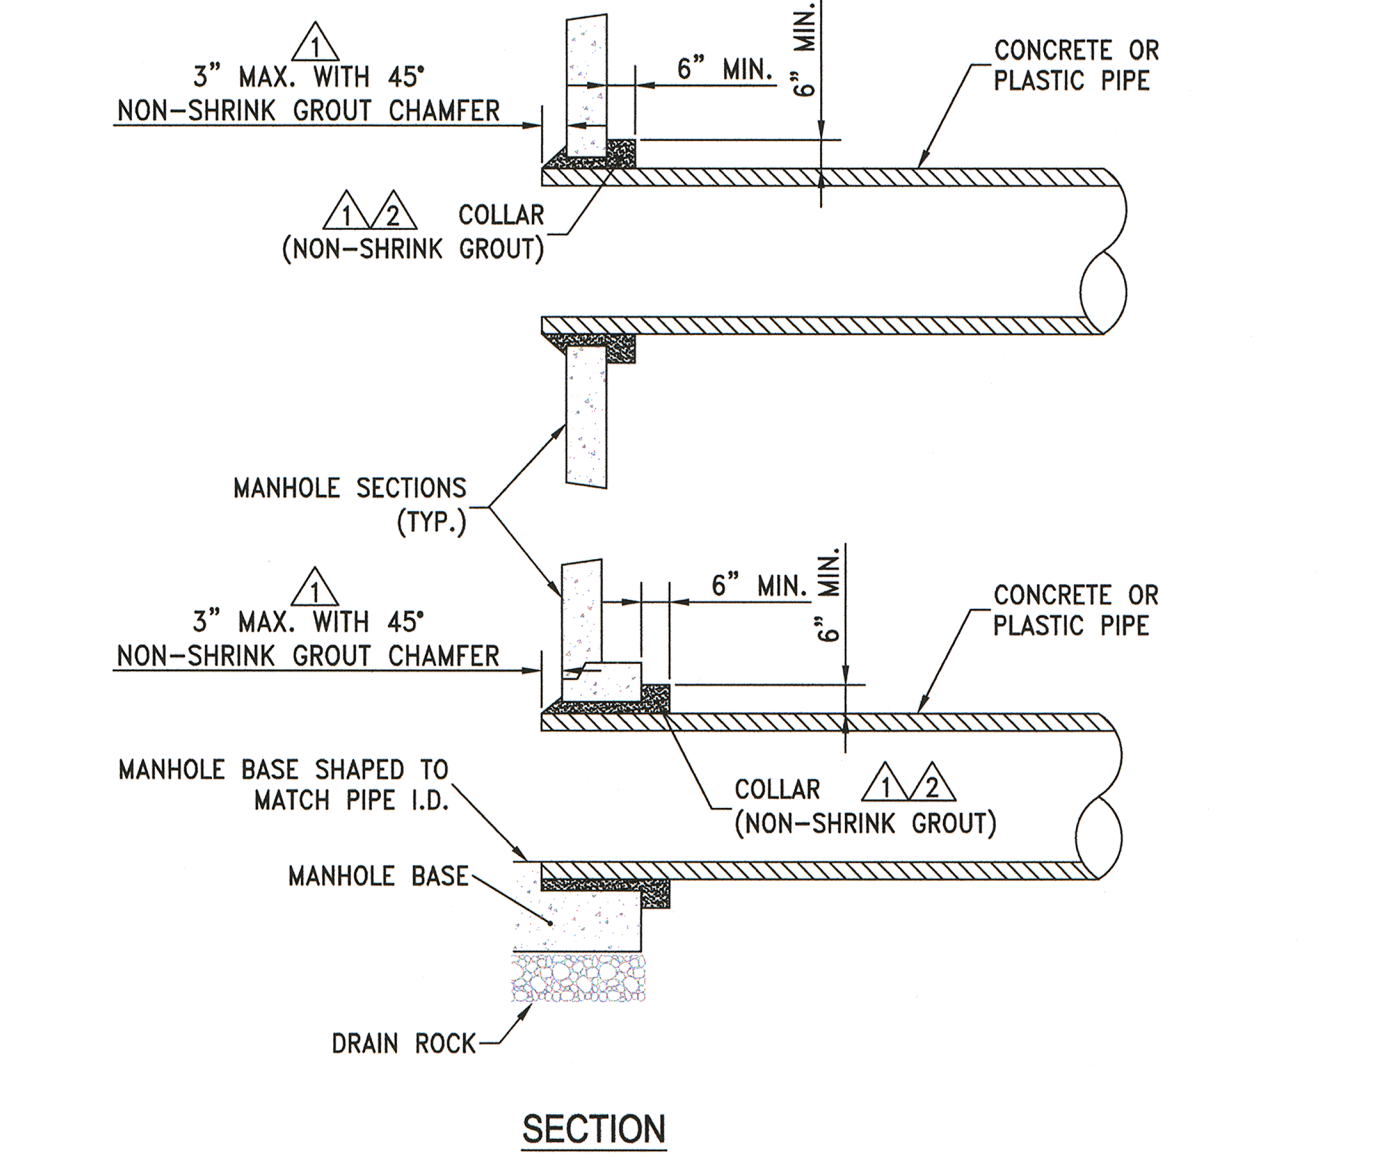 1
3” MAX. WITH 45°
NON-SHRINK GROUT CHAMFER
6” MIN.
6” MIN.
CONCRETE OR
PLASTIC PIPE
1 2 COLLAR
(NON-SHRINK GROUT)
MANHOLE SECTIONS
(TYP.)
1
3” MAX. WITH 45°
NON-SHRINK GROUT CHAMFER
6” MIN.
6” MIN.
CONCRETE OR
PLASTIC PIPE
MANHOLE BASE SHAPED TO
MATCH PIPE I.D.
COLLAR 1 2
(NON-SHRINK GROUT)
MANHOLE BASE
DRAIN ROCK
SECTION